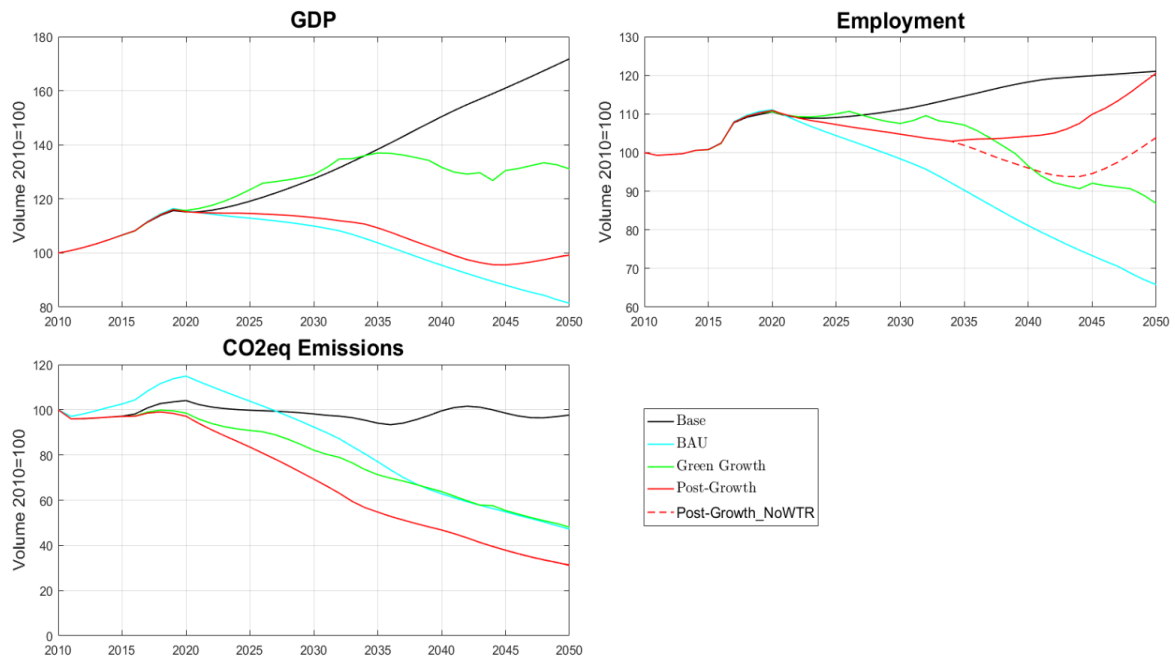 GDP
Volume 2010=100
180
160
140
120
100
80
2010 2015 2020 2025 2030 2035 2040 2045 2050
Employment
Volume 2010=100
130
120
110
100
90
80
70
60
2010 2015 2020 2025 2030 2035 2040 2045 2050
CO2eq Emissions
Volume 2010=100
120
100
80
60
40
20
0
2010 2015 2020 2025 2030 2035 2040 2045 2050
Base
BAU
Green Growth
Post-Growth
Post-Growth_NoWTR